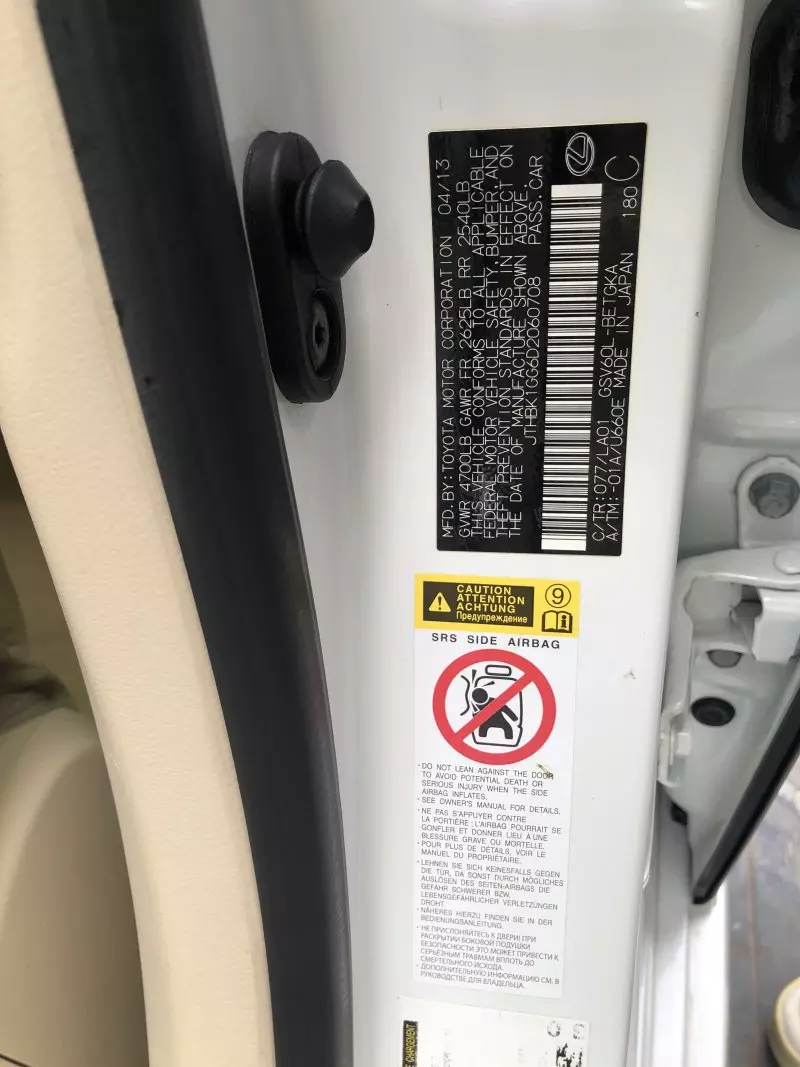 MFD. BY: TOYOTA MOTOR CORPORATION 04/13
GVWR 4700LB GAWR FR 2625LB RR 2540LB
THIS VEHICLE CONFORMS TO ALL APPLICABLE
FEDERAL MOTOR VEHICLE SAFETY, BUMPER, AND
THEFT PREVENTION STANDARDS IN EFFECT ON
THE DATE OF MANUFACTURE SHOWN ABOVE.
JTHBK1GG6D2060708 PASS. CAR
C/TR: 077/LA01 GSV60L-BETGKA
A/TM: -01A/U660E MADE IN JAPAN 180 C
CAUTION
ATTENTION
ACHTUNG
Предупреждение
9
SRS SIDE AIRBAG
· DO NOT LEAN AGAINST THE DOOR
TO AVOID POTENTIAL DEATH OR
SERIOUS INJURY WHEN THE SIDE
AIRBAG INFLATES.
· SEE OWNER'S MANUAL FOR DETAILS.
· NE PAS S'APPUYER CONTRE
LA PORTIÈRE ; L'AIRBAG POURRAIT SE
GONFLER ET DONNER LIEU A UNE
BLESSURE GRAVE OU MORTELLE.
· POUR PLUS DE DÉTAILS, VOIR LE
MANUEL DU PROPRIÉTAIRE.
· LEHNEN SIE SICH KEINESFALLS GEGEN
DIE TÜR, DA SONST DURCH MÖGLICHES
AUSLÖSEN DES SEITEN-AIRBAGS DIE
GEFAHR SCHWERER BZW.
LEBENSGEFÄHRLICHER VERLETZUNGEN
DROHT.
· NÄHERES HIERZU FINDEN SIE IN DER
BEDIENUNGSANLEITUNG.
· НЕ ПРИСЛОНЯЙТЕСЬ К ДВЕРИ! ПРИ
РАСКРЫТИИ БОКОВОЙ ПОДУШКИ
БЕЗОПАСНОСТИ ЭТО МОЖЕТ ПРИВЕСТИ К
СЕРЬЁЗНЫМ ТРАВМАМ ВПЛОТЬ ДО
СМЕРТЕЛЬНОГО ИСХОДА.
· ДОПОЛНИТЕЛЬНУЮ ИНФОРМАЦИЮ СМ. В
РУКОВОДСТВЕ ДЛЯ ВЛАДЕЛЬЦА.
CHARGEMENT